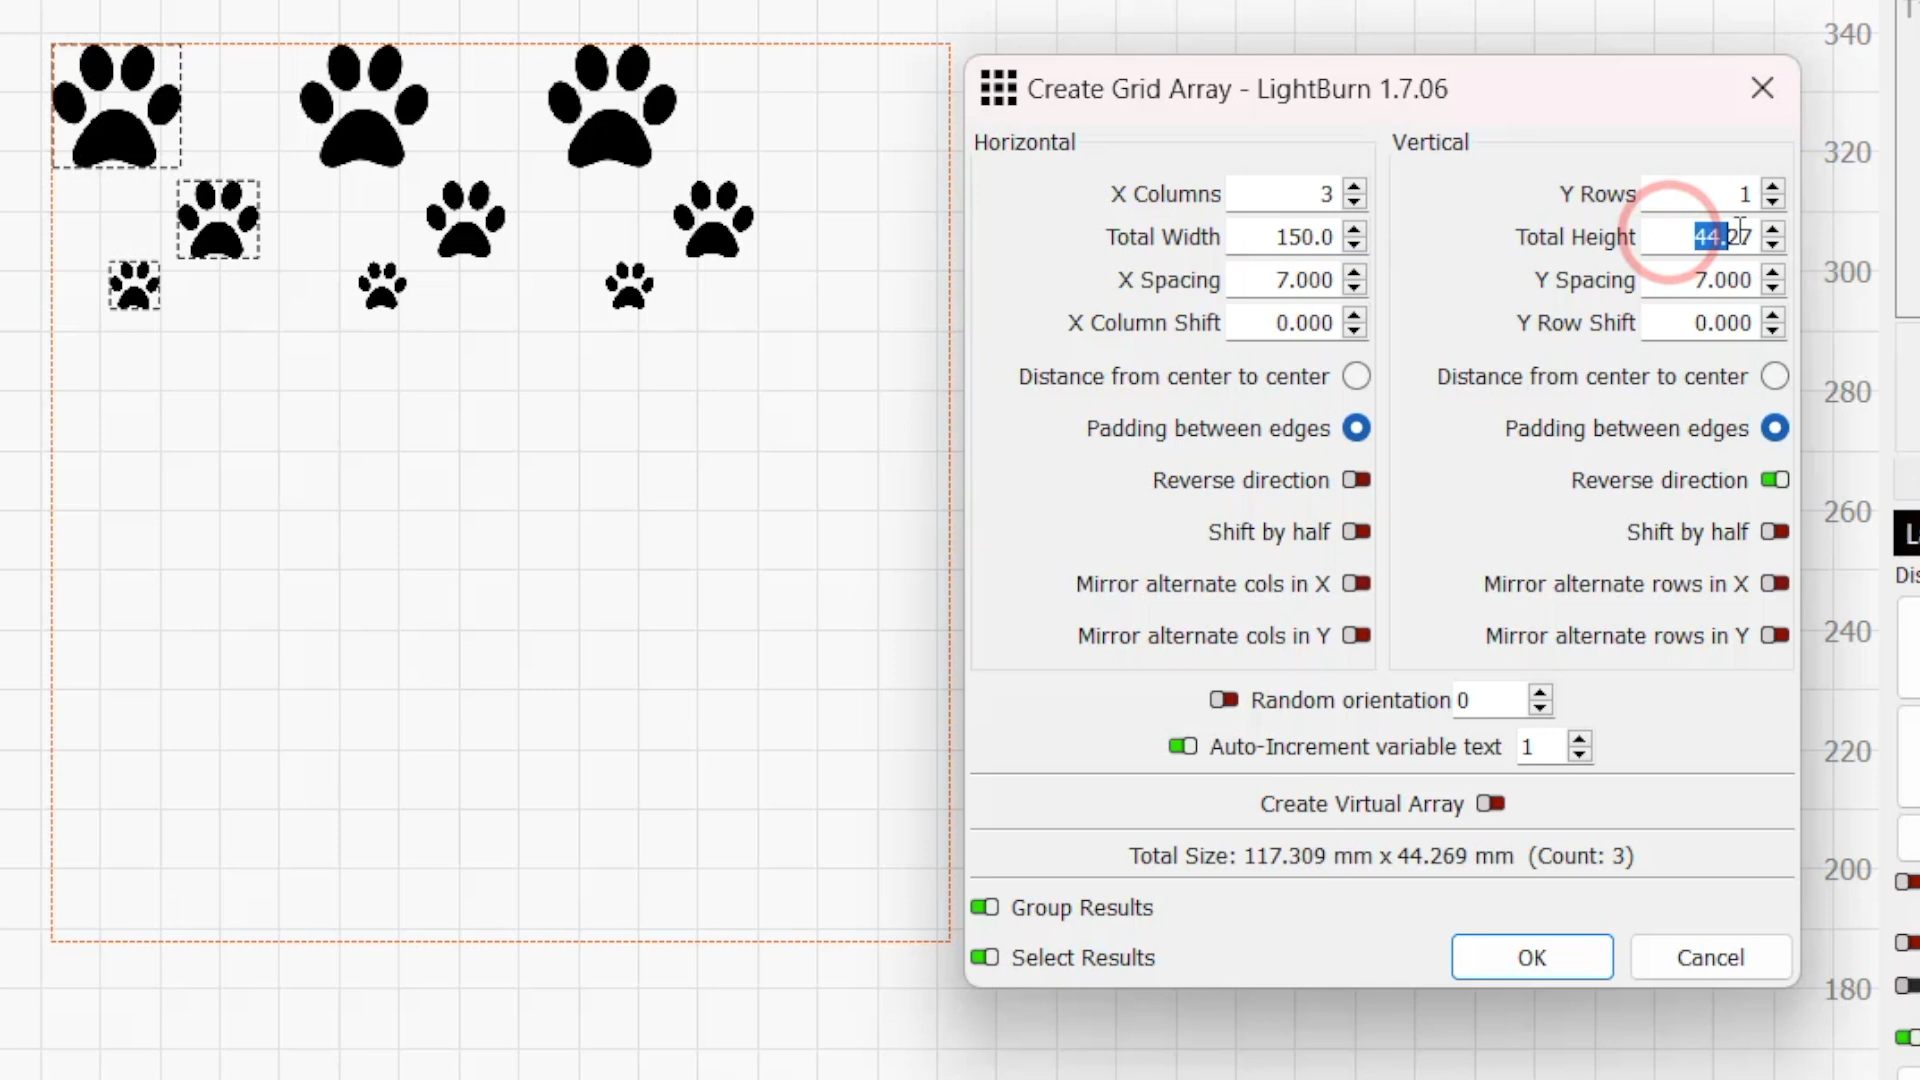 Create Grid Array - LightBurn 1.7.06
Horizontal
X Columns 3
Total Width 150.0
X Spacing 7.000
X Column Shift 0.000
Distance from center to center
Padding between edges
Reverse direction
Shift by half
Mirror alternate cols in X
Mirror alternate cols in Y
Vertical
Y Rows 1
Total Height 44.27
Y Spacing 7.000
Y Row Shift 0.000
Distance from center to center
Padding between edges
Reverse direction
Shift by half
Mirror alternate rows in X
Mirror alternate rows in Y
Random orientation 0
Auto-Increment variable text 1
Create Virtual Array
Total Size: 117.309 mm x 44.269 mm (Count: 3)
Group Results
Select Results
OK
Cancel
340
320
300
280
260
240
220
200
180